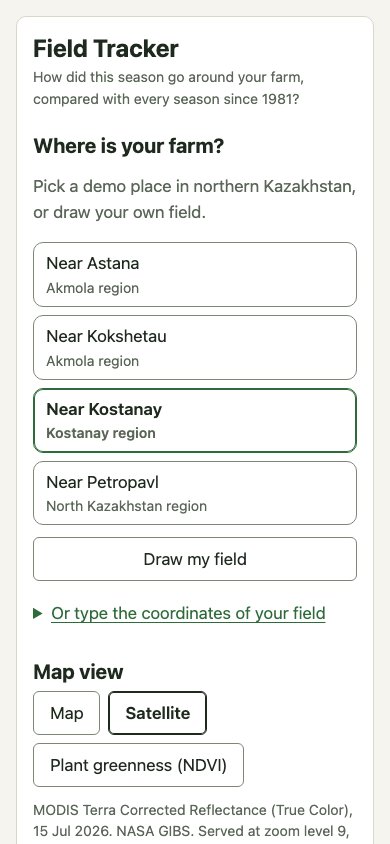 Field Tracker
How did this season go around your farm,
compared with every season since 1981?
Where is your farm?
Pick a demo place in northern Kazakhstan,
or draw your own field.
Near Astana
Akmola region
Near Kokshetau
Akmola region
Near Kostanay
Kostanay region
Near Petropavl
North Kazakhstan region
Draw my field
Or type the coordinates of your field
Map view
Map
Satellite
Plant greenness (NDVI)
MODIS Terra Corrected Reflectance (True Color),
15 Jul 2026. NASA GIBS. Served at zoom level 9,